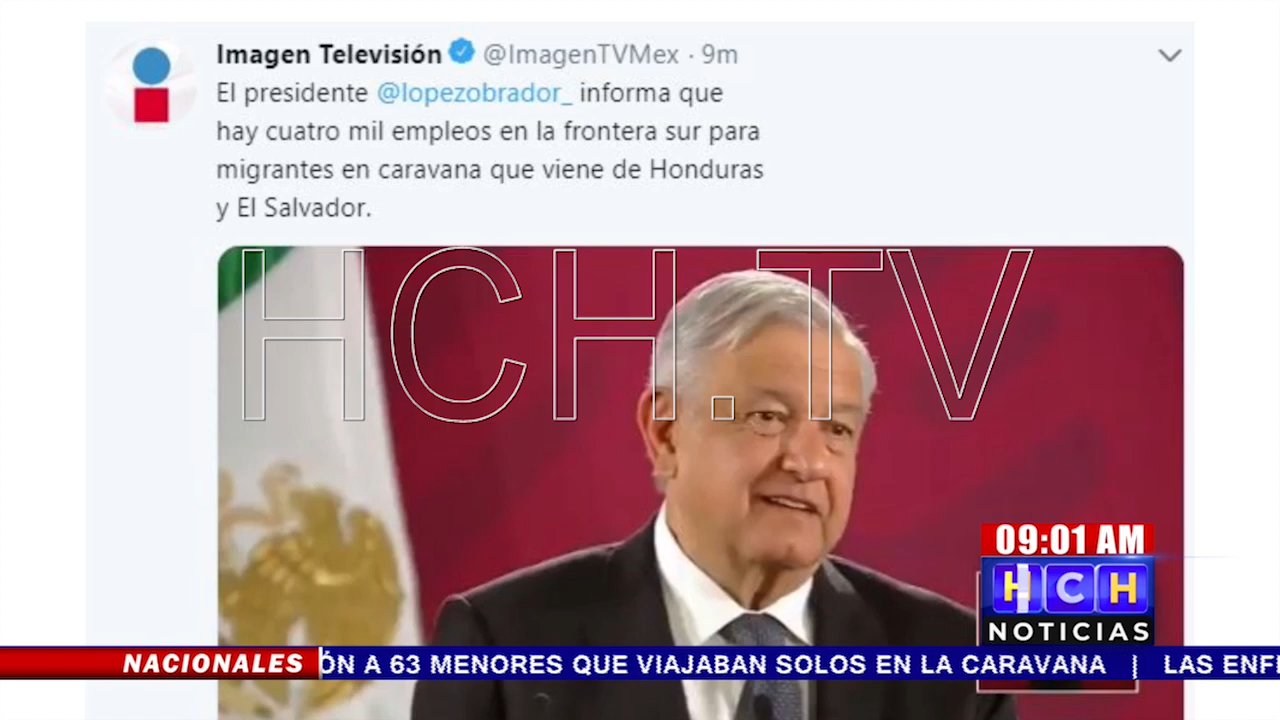 Imagen Televisión @ImagenTVMex · 9m
El presidente @lopezobrador_ informa que
hay cuatro mil empleos en la frontera sur para
migrantes en caravana que viene de Honduras
y El Salvador.
HCH.TV
09:01 AM
HCH
NOTICIAS
NACIONALES
ÓN A 63 MENORES QUE VIAJABAN SOLOS EN LA CARAVANA ¦ LAS ENF